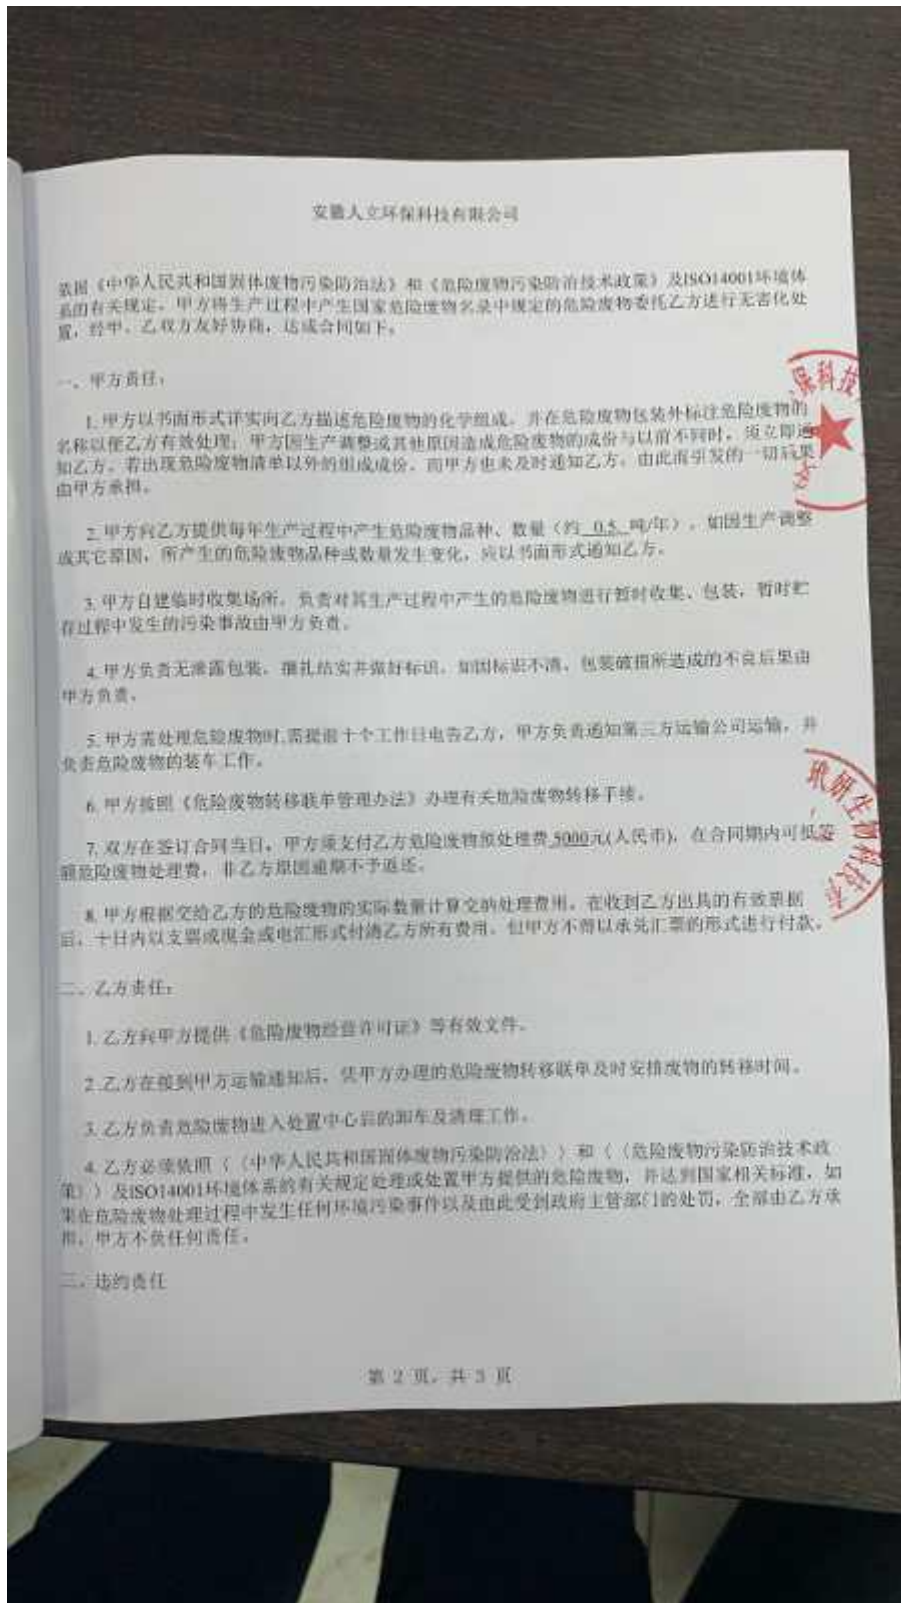 安徽人立环保科技有限公司
依据《中华人民共和国固体废物污染防治法》和《危险废物污染防治技术政策》及ISO14001环境体
系的有关规定。甲方将生产过程中产生国家危险废物名录中规定的危险废物委托乙方进行无害化处
置，经甲、乙双方友好协商，达成合同如下。
一、甲方责任：
1. 甲方以书面形式详实向乙方描述危险废物的化学组成。并在危险废物包装外标注危险废物的
名称以便乙方有效处理；甲方因生产调整或其他原因造成危险废物的成份与以前不同时，须立即通
知乙方。若出现危险废物清单以外的组成成份，而甲方也未及时通知乙方。由此而引发的一切后果
由甲方承担。
2. 甲方向乙方提供每年生产过程中产生危险废物品种、数量（约 0.5 吨/年）。如因生产调整
或其它原因，所产生的危险废物品种或数量发生变化，应以书面形式通知乙方。
3. 甲方自建临时收集场所，负责对其生产过程中产生的危险废物进行暂时收集、包装，暂时贮
存过程中发生的污染事故由甲方负责。
4. 甲方负责无泄露包装，捆扎结实并做好标识。如因标识不清、包装破损所造成的不良后果由
甲方负责。
5. 甲方需处理危险废物时,需提前十个工作日电告乙方，甲方负责通知第三方运输公司运输，并
负责危险废物的装车工作。
6. 甲方按照《危险废物转移联单管理办法》办理有关危险废物转移手续。
7. 双方在签订合同当日，甲方须支付乙方危险废物预处理费 5000元(人民币)，在合同期内可抵等
额危险废物处理费，非乙方原因逾期不予返还。
8. 甲方根据交给乙方的危险废物的实际数量计算交纳处理费用。在收到乙方出具的有效票据
后，十日内以支票或现金或电汇形式付清乙方所有费用。但甲方不得以承兑汇票的形式进行付款。
二、乙方责任：
1. 乙方向甲方提供《危险废物经营许可证》等有效文件。
2. 乙方在接到甲方运输通知后，凭甲方办理的危险废物转移联单及时安排废物的转移时间。
3. 乙方负责危险废物进入处置中心后的卸车及清理工作。
4. 乙方必须依照（（中华人民共和国固体废物污染防治法））和（（危险废物污染防治技术政
策））及ISO14001环境体系的有关规定处理或处置甲方提供的危险废物，并达到国家相关标准，如
果在危险废物处理过程中发生任何环境污染事件以及由此受到政府主管部门的处罚，全部由乙方承
担，甲方不负任何责任。
三、违约责任
第 2 页，共 3 页
保科技
研生物科技